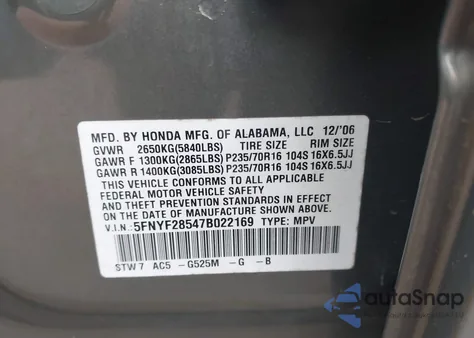 MFD. BY HONDA MFG. OF ALABAMA, LLC 12/'06
GVWR 2650KG(5840LBS) TIRE SIZE RIM SIZE
GAWR F 1300KG(2865LBS) P235/70R16 104S 16X6.5JJ
GAWR R 1400KG(3085LBS) P235/70R16 104S 16X6.5JJ
THIS VEHICLE CONFORMS TO ALL APPLICABLE
FEDERAL MOTOR VEHICLE SAFETY
AND THEFT PREVENTION STANDARDS IN EFFECT
ON THE DATE OF MANUFACTURE SHOWN ABOVE.
V.I.N.: 5FNYF28547B022169 TYPE: MPV
STW7 AC5 -G525M -G -B
autoSnap